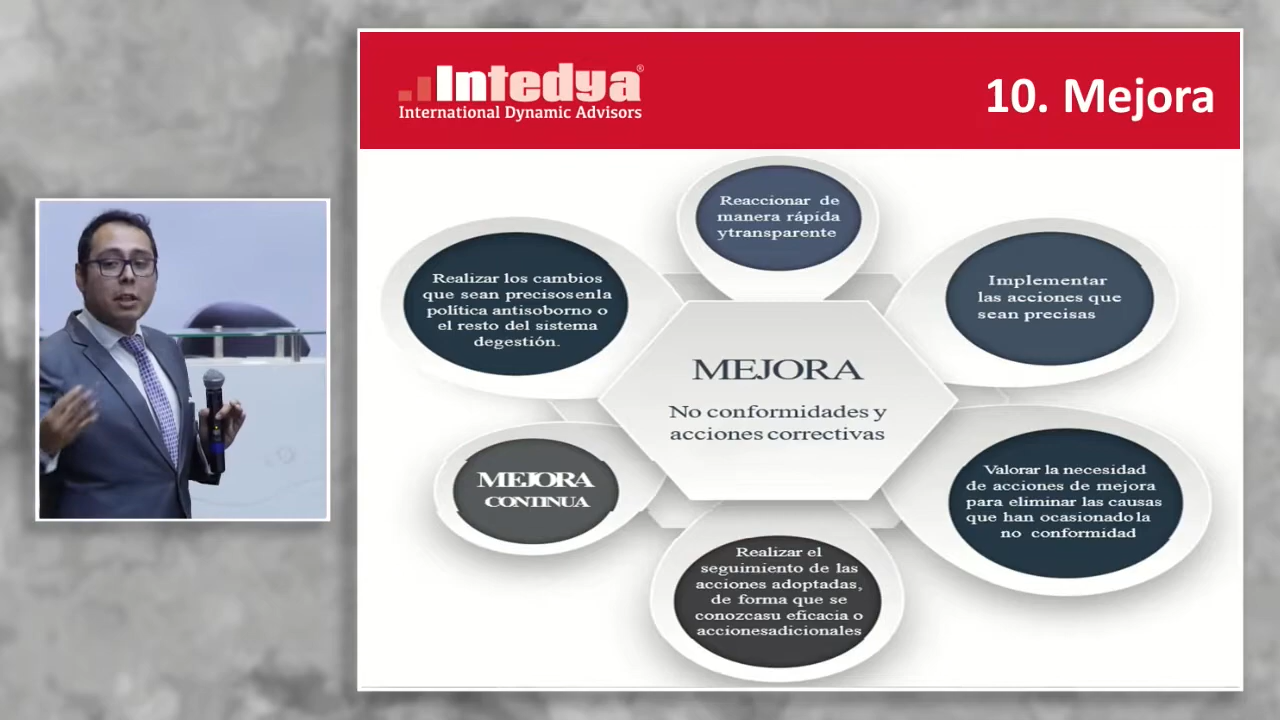 Intedya®
International Dynamic Advisors
10. Mejora
Reaccionar de
manera rápida
ytransparente
Implementar
las acciones que
sean precisas
Valorar la necesidad
de acciones de mejora
para eliminar las causas
que han ocasionadola
no conformidad
Realizar el
seguimiento de las
acciones adoptadas,
de forma que se
conozcasu eficacia o
accionesadicionales
MEJORA
CONTINUA
Realizar los cambios
que sean precisosenla
política antisoborno o
el resto del sistema
degestión.
MEJORA
No conformidades y
acciones correctivas